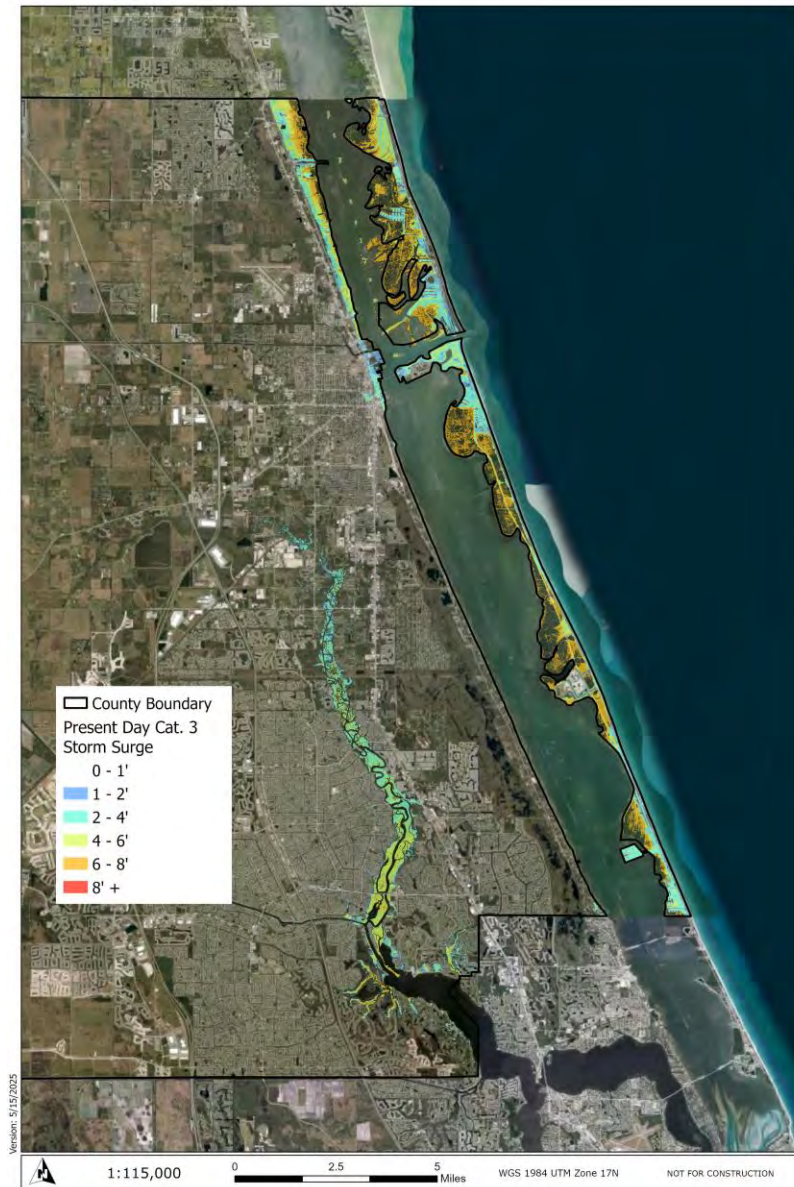 County Boundary
Present Day Cat. 3
Storm Surge
0 - 1'
1 - 2'
2 - 4'
4 - 6'
6 - 8'
8' +
Version: 5/15/2025
1:115,000
0 2.5 5
Miles
WGS 1984 UTM Zone 17N
NOT FOR CONSTRUCTION